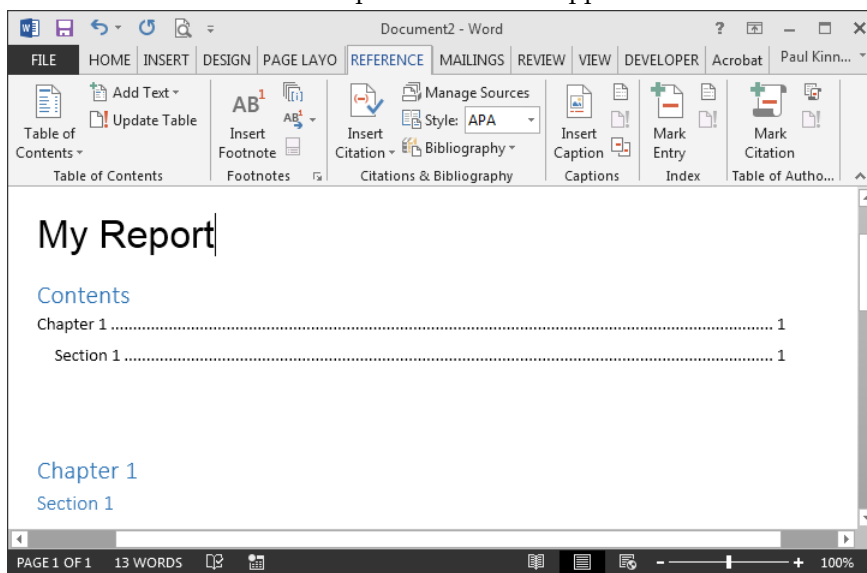 Document2 - Word ?
FILE HOME INSERT DESIGN PAGE LAYO REFERENCE MAILINGS REVIEW VIEW DEVELOPER Acrobat Paul Kinn...
Table of Contents
Add Text
Update Table
Table of Contents
AB1
Insert Footnote
AB1
Footnotes
Insert Citation
Manage Sources
Style: APA
Bibliography
Citations & Bibliography
Insert Caption
Captions
Mark Entry
Index
Mark Citation
Table of Autho...
My Report
Contents
Chapter 1 ........ 1
Section 1 ........ 1
Chapter 1
Section 1
PAGE 1 OF 1 13 WORDS 100%